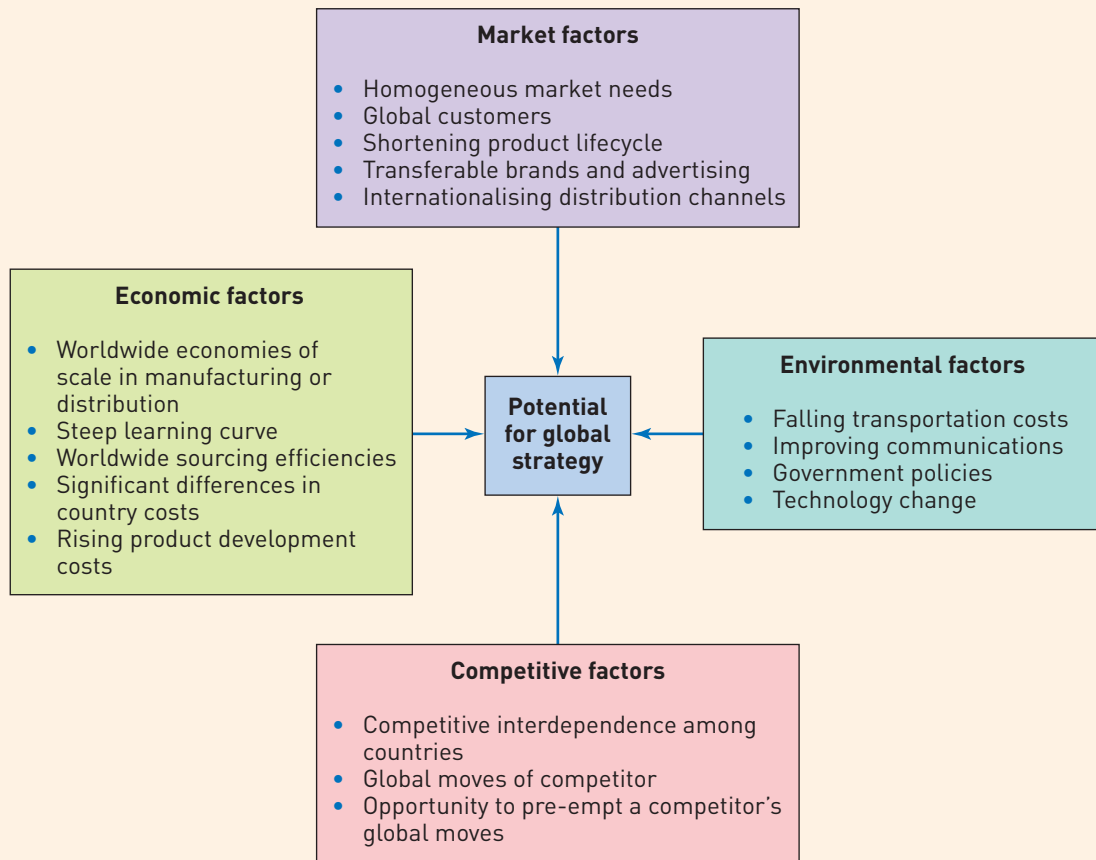 Market factors
• Homogeneous market needs
• Global customers
• Shortening product lifecycle
• Transferable brands and advertising
• Internationalising distribution channels
Economic factors
• Worldwide economies of
scale in manufacturing or
distribution
• Steep learning curve
• Worldwide sourcing efficiencies
• Significant differences in
country costs
• Rising product development
costs
Potential
for global
strategy
Environmental factors
• Falling transportation costs
• Improving communications
• Government policies
• Technology change
Competitive factors
• Competitive interdependence among
countries
• Global moves of competitor
• Opportunity to pre-empt a competitor’s
global moves